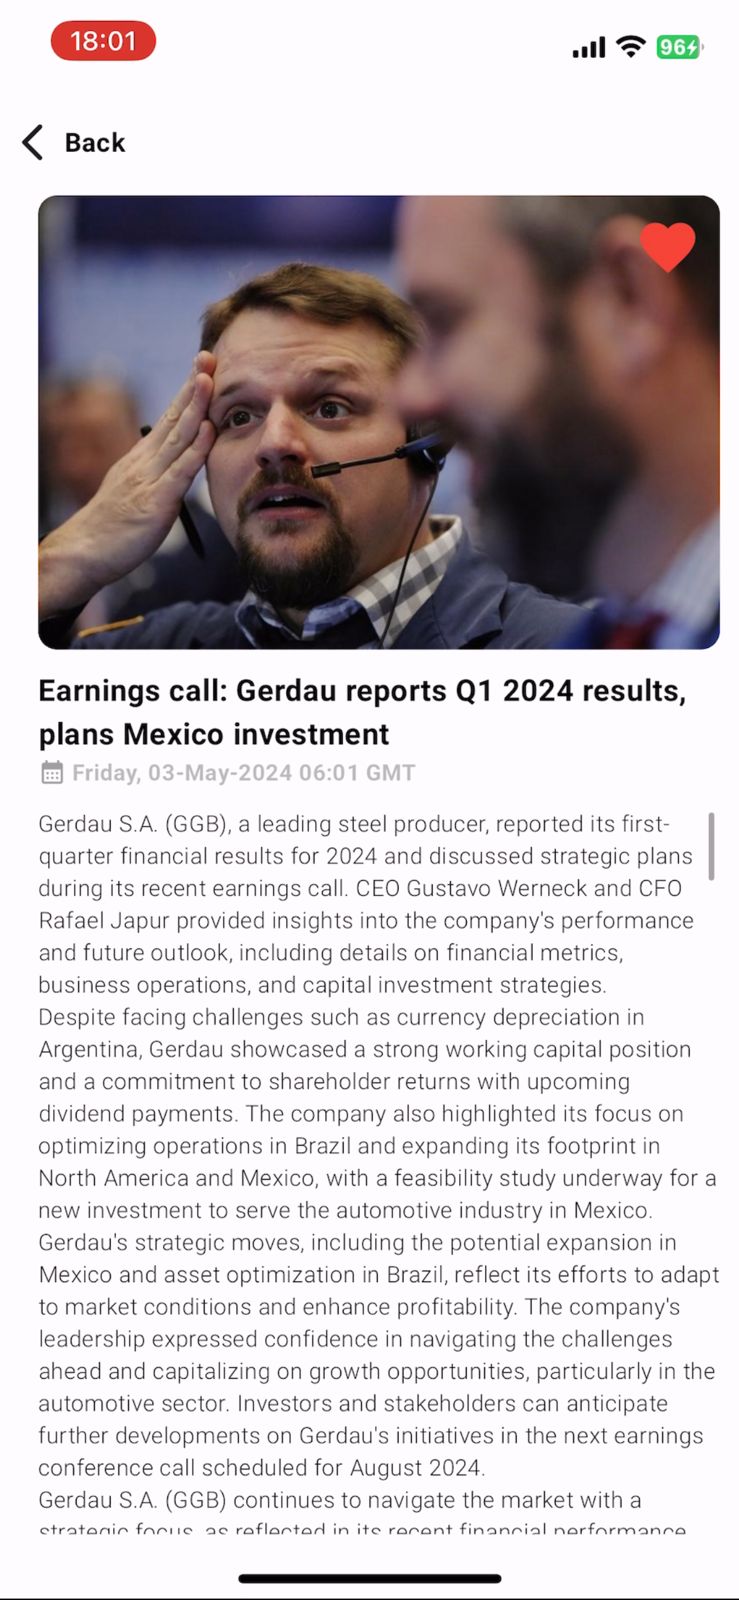 18:01
96
Back
Earnings call: Gerdau reports Q1 2024 results,
plans Mexico investment
Friday, 03-May-2024 06:01 GMT
Gerdau S.A. (GGB), a leading steel producer, reported its first-
quarter financial results for 2024 and discussed strategic plans
during its recent earnings call. CEO Gustavo Werneck and CFO
Rafael Japur provided insights into the company's performance
and future outlook, including details on financial metrics,
business operations, and capital investment strategies.
Despite facing challenges such as currency depreciation in
Argentina, Gerdau showcased a strong working capital position
and a commitment to shareholder returns with upcoming
dividend payments. The company also highlighted its focus on
optimizing operations in Brazil and expanding its footprint in
North America and Mexico, with a feasibility study underway for a
new investment to serve the automotive industry in Mexico.
Gerdau's strategic moves, including the potential expansion in
Mexico and asset optimization in Brazil, reflect its efforts to adapt
to market conditions and enhance profitability. The company's
leadership expressed confidence in navigating the challenges
ahead and capitalizing on growth opportunities, particularly in the
automotive sector. Investors and stakeholders can anticipate
further developments on Gerdau's initiatives in the next earnings
conference call scheduled for August 2024.
Gerdau S.A. (GGB) continues to navigate the market with a
strategic focus, as reflected in its recent financial performance